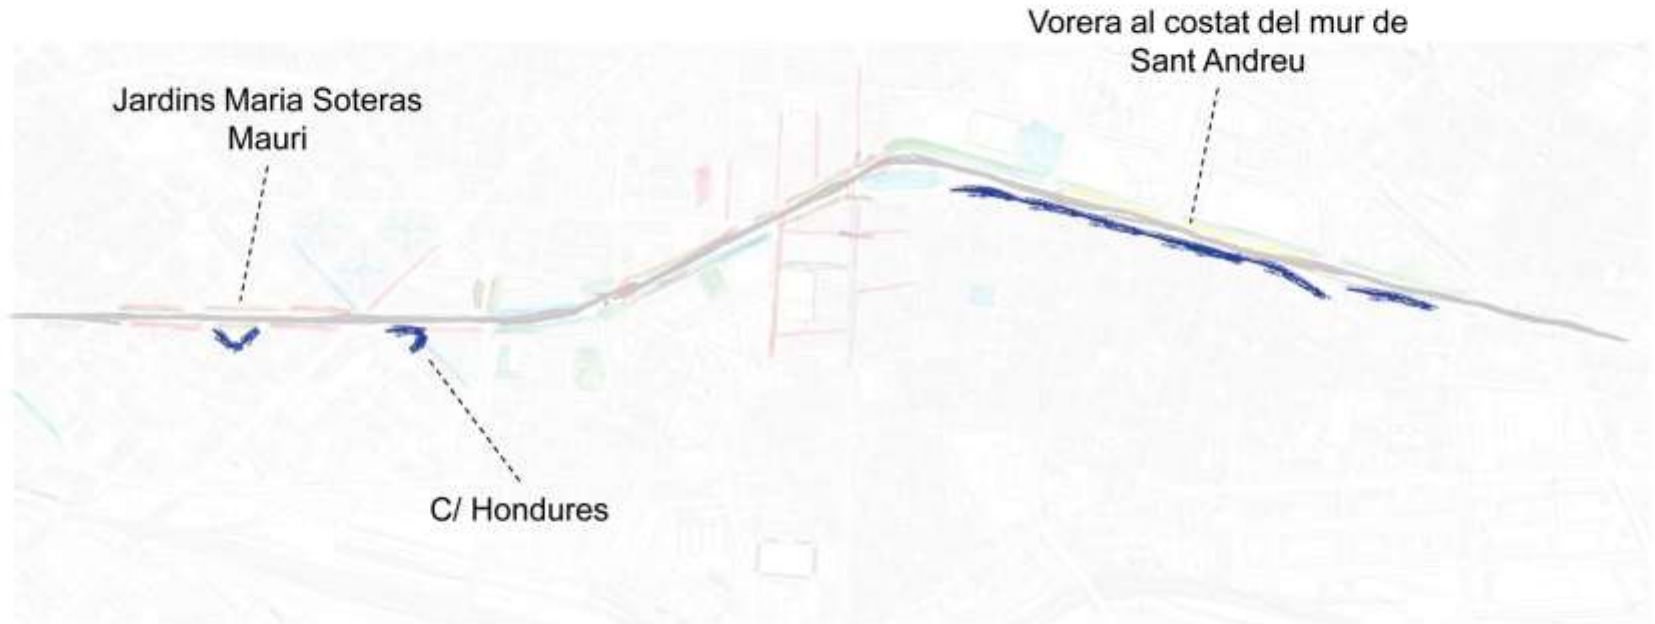 Vorera al costat del mur de
Sant Andreu
Jardins Maria Soteras
Mauri
C/ Hondures